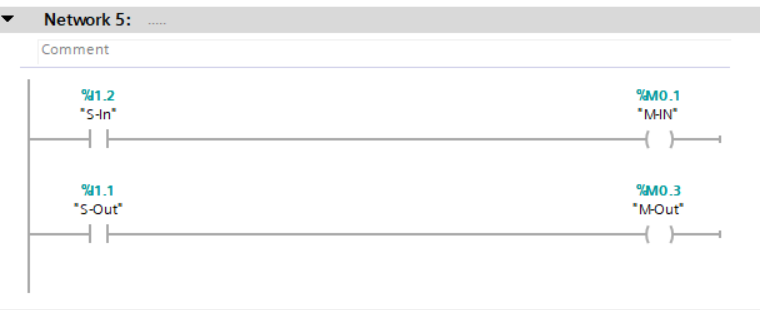 Network 5: .....
Comment
%I1.2
"S-In"
%M0.1
"M-IN"
%I1.1
"S-Out"
%M0.3
"M-Out"